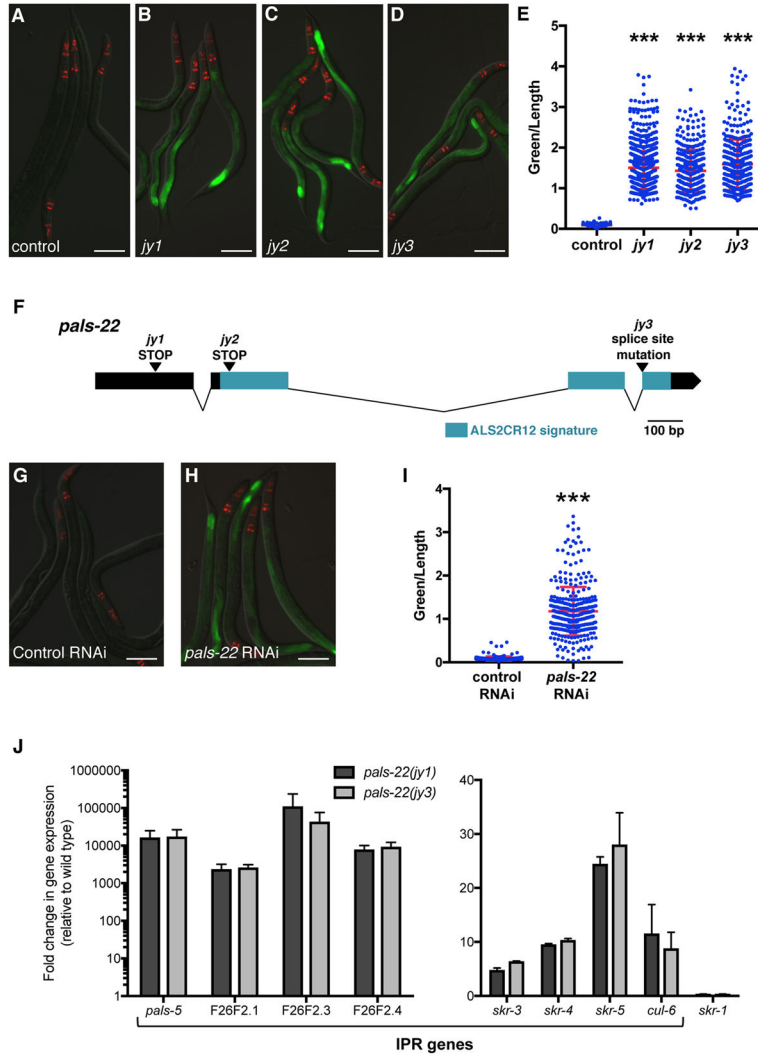 A
B
C
D
control
jy1
jy2
jy3
E
***
***
***
5
4
3
2
1
0
Green/Length
control
jy1
jy2
jy3
F
pals-22
jy1
STOP
jy2
STOP
jy3
splice site
mutation
ALS2CR12 signature
100 bp
G
H
Control RNAi
pals-22 RNAi
I
***
4
3
2
1
0
Green/Length
control
RNAi
pals-22
RNAi
J
Fold change in gene expression
(relative to wild type)
1000000
100000
10000
1000
100
10
1
pals-22(jy1)
pals-22(jy3)
40
30
20
10
0
pals-5
F26F2.1
F26F2.3
F26F2.4
skr-3
skr-4
skr-5
cul-6
skr-1
IPR genes